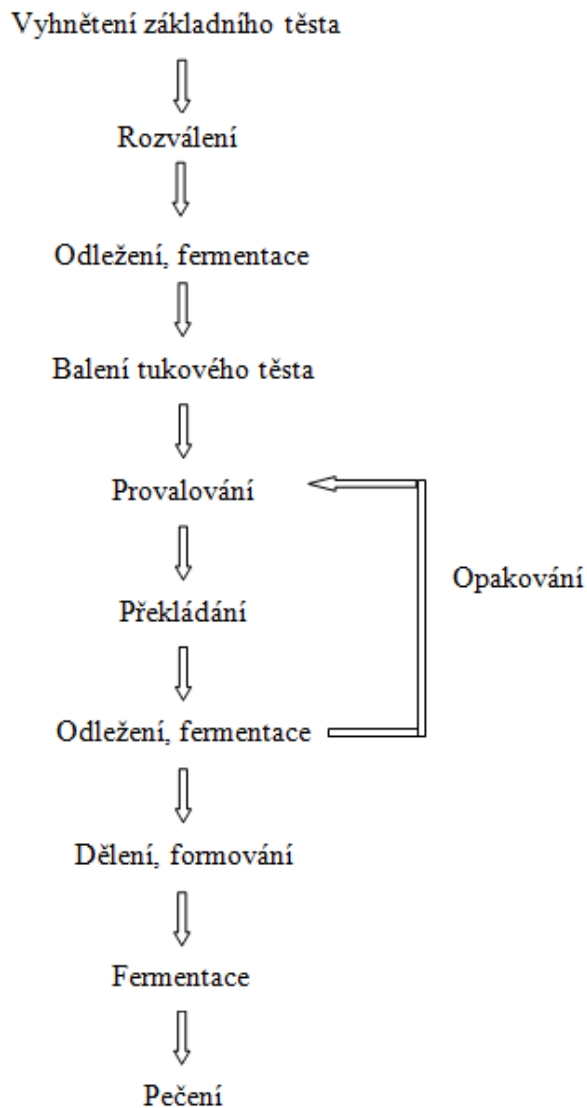 Vyhnětení základního těsta
Rozválení
Odležení, fermentace
Balení tukového těsta
Provalování
Opakování
Překládání
Odležení, fermentace
Dělení, formování
Fermentace
Pečení